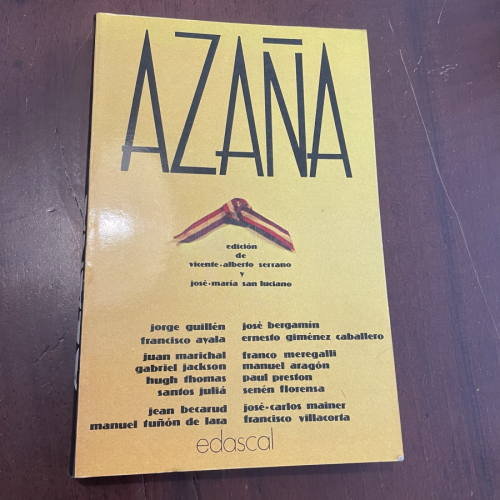 AZAÑA
edición
de
vicente-alberto serrano
y
josé-maría san luciano
jorge guillén
francisco ayala
juan marichal
gabriel jackson
hugh thomas
santos juliá
jean becarud
manuel tuñón de lara
josé bergamín
ernesto giménez caballero
franco meregalli
manuel aragón
paul preston
senén florensa
josé-carlos mainer
francisco villacorta
edascal